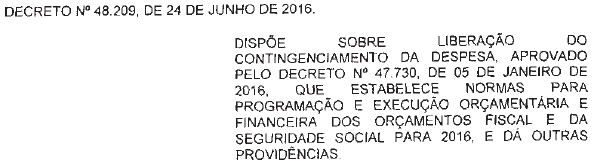 DECRETO Nº 48.209, DE 24 DE JUNHO DE 2016.
DISPÕE SOBRE LIBERAÇÃO DO
CONTINGENCIAMENTO DA DESPESA, APROVADO
PELO DECRETO Nº 47.730, DE 05 DE JANEIRO DE
2016, QUE ESTABELECE NORMAS PARA
PROGRAMAÇÃO E EXECUÇÃO ORÇAMENTÁRIA E
FINANCEIRA DOS ORÇAMENTOS FISCAL E DA
SEGURIDADE SOCIAL PARA 2016, E DÁ OUTRAS
PROVIDÊNCIAS.